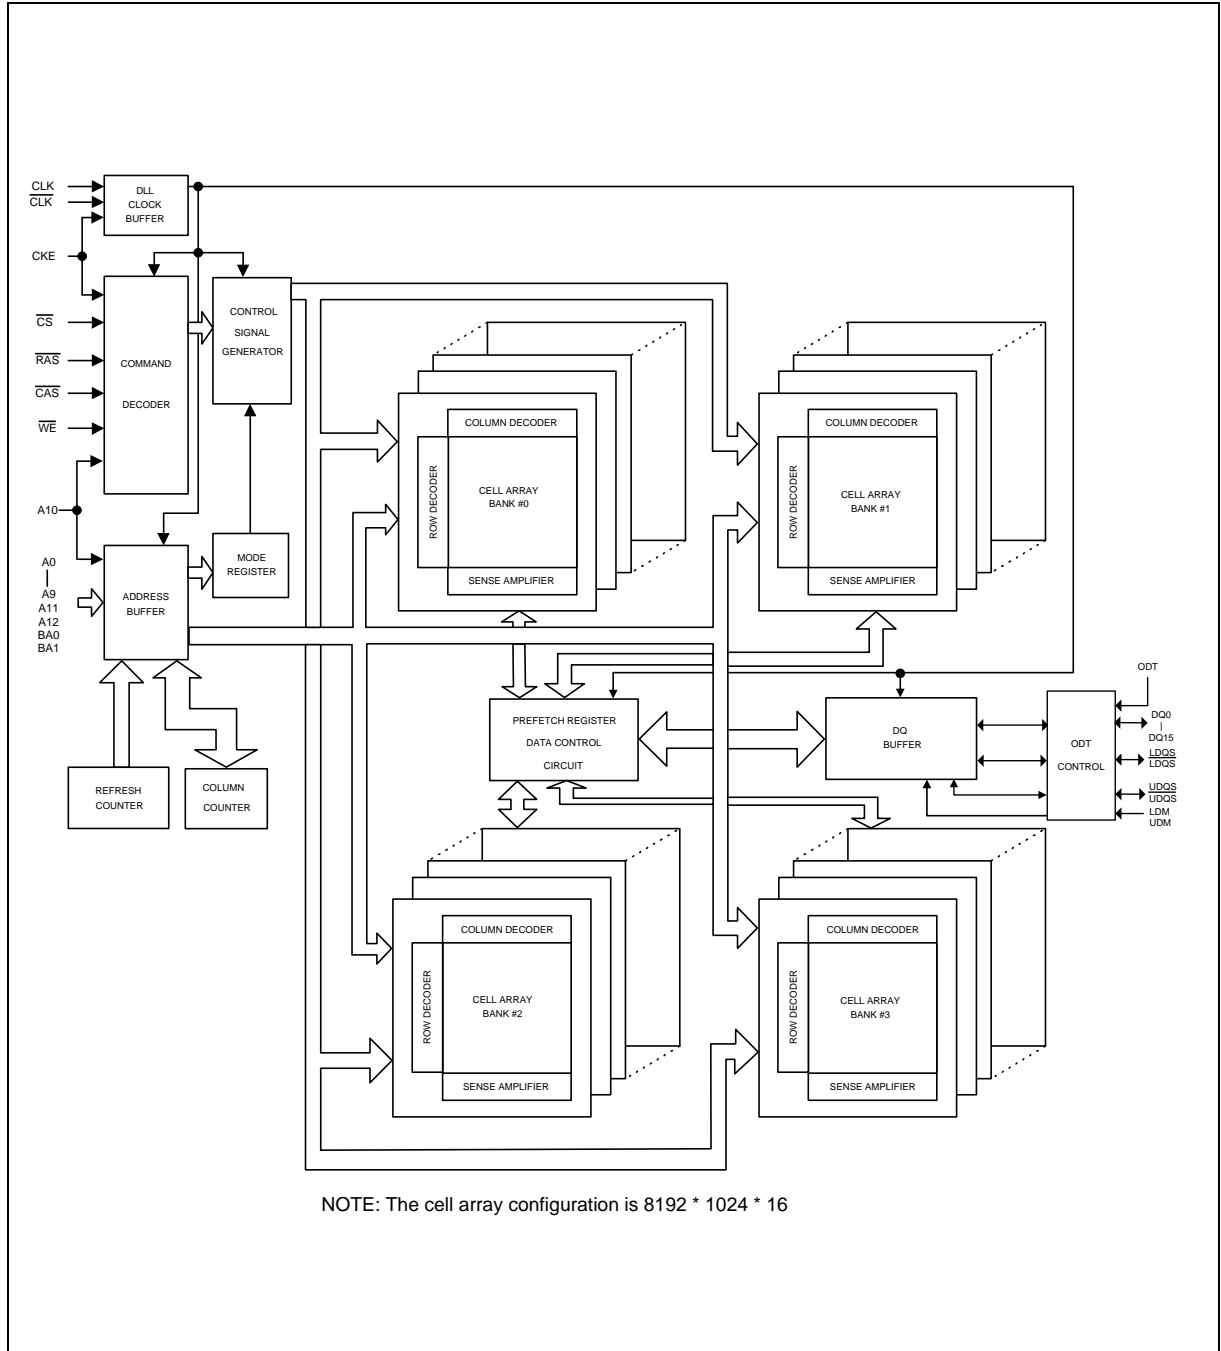 CLK
CLK
CKE
CS
RAS
CAS
WE
A10
A0
A9
A11
A12
BA0
BA1
DLL
CLOCK
BUFFER
COMMAND
DECODER
CONTROL
SIGNAL
GENERATOR
ADDRESS
BUFFER
MODE
REGISTER
REFRESH
COUNTER
COLUMN
COUNTER
COLUMN DECODER
ROW DECODER
CELL ARRAY
BANK #0
SENSE AMPLIFIER
COLUMN DECODER
ROW DECODER
CELL ARRAY
BANK #1
SENSE AMPLIFIER
PREFETCH REGISTER
DATA CONTROL
CIRCUIT
DQ
BUFFER
ODT
CONTROL
ODT
DQ0
|
DQ15
LDQS
LDQS
UDQS
UDQS
LDM
UDM
COLUMN DECODER
ROW DECODER
CELL ARRAY
BANK #2
SENSE AMPLIFIER
COLUMN DECODER
ROW DECODER
CELL ARRAY
BANK #3
SENSE AMPLIFIER
NOTE: The cell array configuration is 8192 * 1024 * 16